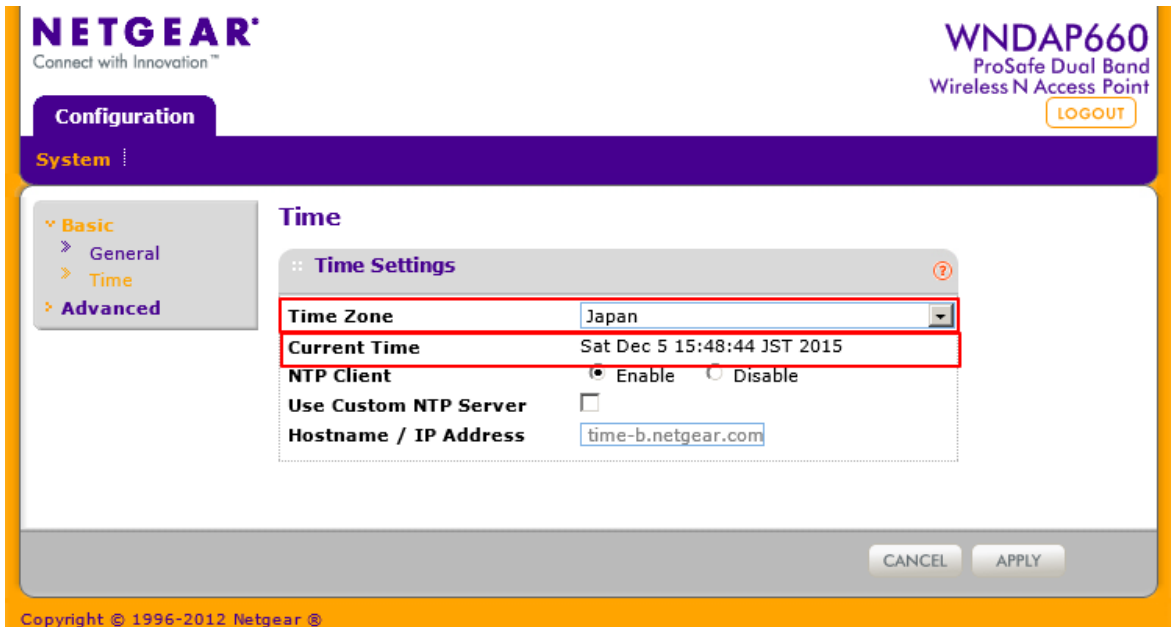 NETGEAR®
Connect with Innovation™
WNDAP660
ProSafe Dual Band
Wireless N Access Point
LOGOUT
Configuration
System
Basic
General
Time
Advanced
Time
Time Settings
?
Time Zone Japan
Current Time Sat Dec 5 15:48:44 JST 2015
NTP Client Enable Disable
Use Custom NTP Server
Hostname / IP Address time-b.netgear.com
CANCEL APPLY
Copyright © 1996-2012 Netgear ®